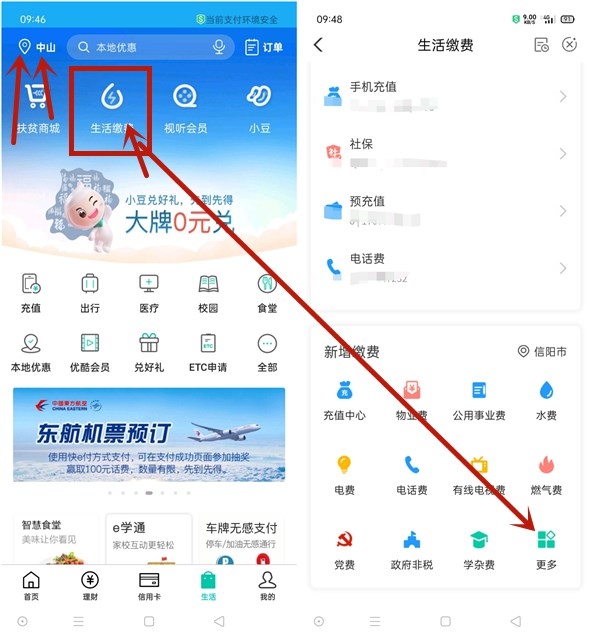 09:46
当前支付环境安全
中山
本地优惠
订单
扶贫商城
生活缴费
视听会员
小豆
小豆兑好礼，先到先得
大牌0元兑
充值
出行
医疗
校园
食堂
本地优惠
优酷会员
兑好礼
ETC申请
全部
中國東方航空
CHINA EASTERN
东航机票预订
使用快e付方式支付，可在支付成功页面参加抽奖
赢取100元话费，数量有限，先到先得。
智慧食堂
美味让你看见
e学通
家校互动更轻松
车牌无感支付
停车/加油无感通行
首页
理财
信用卡
生活
我的
09:48
9.00
KB/S
4G
91
生活缴费
手机充值
社保
预充值
电话费
新增缴费
信阳市
充值中心
物业费
公用事业费
水费
电费
电话费
有线电视费
燃气费
党费
政府非税
学杂费
更多